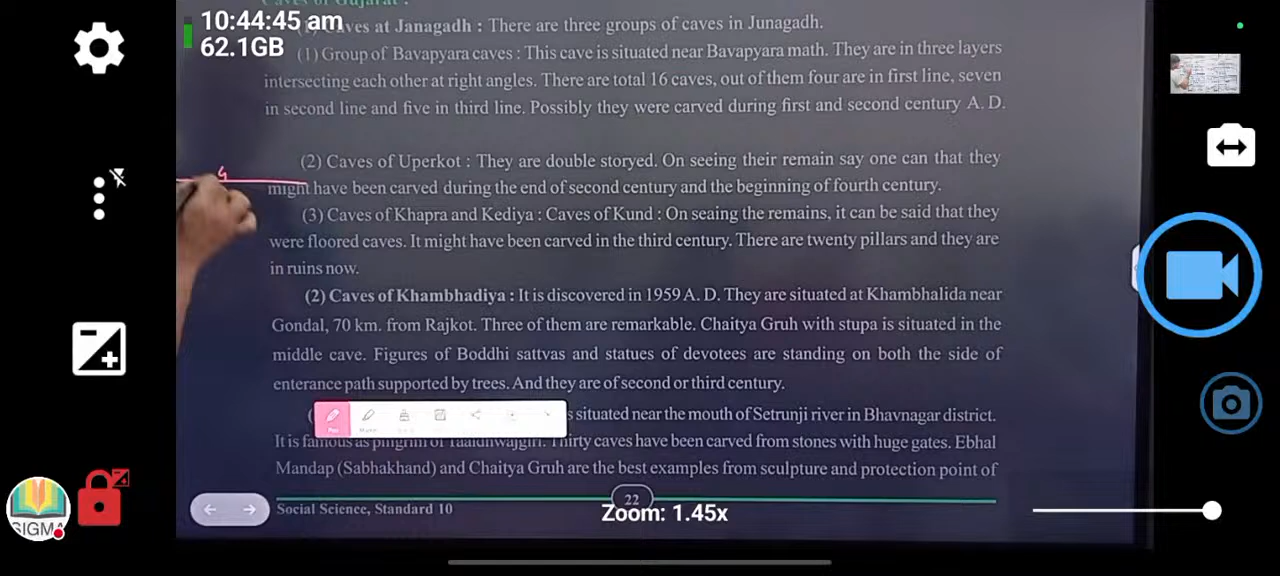 Caves of Gujarat :
10:44:45 am
62.1GB
(1) Caves at Janagadh : There are three groups of caves in Junagadh.
(1) Group of Bavapyara caves : This cave is situated near Bavapyara math. They are in three layers
intersecting each other at right angles. There are total 16 caves, out of them four are in first line, seven
in second line and five in third line. Possibly they were carved during first and second century A. D.
(2) Caves of Uperkot : They are double storyed. On seeing their remain say one can that they
might have been carved during the end of second century and the beginning of fourth century.
(3) Caves of Khapra and Kediya : Caves of Kund : On seaing the remains, it can be said that they
were floored caves. It might have been carved in the third century. There are twenty pillars and they are
in ruins now.
(2) Caves of Khambhadiya : It is discovered in 1959 A. D. They are situated at Khambhalida near
Gondal, 70 km. from Rajkot. Three of them are remarkable. Chaitya Gruh with stupa is situated in the
middle cave. Figures of Boddhi sattvas and statues of devotees are standing on both the side of
enterance path supported by trees. And they are of second or third century.
s situated near the mouth of Setrunji river in Bhavnagar district.
It is famous as pilgrim of Taaldhwajgiri. Thirty caves have been carved from stones with huge gates. Ebhal
Mandap (Sabhakhand) and Chaitya Gruh are the best examples from sculpture and protection point of
22
Social Science, Standard 10
Zoom: 1.45x
SIGMA